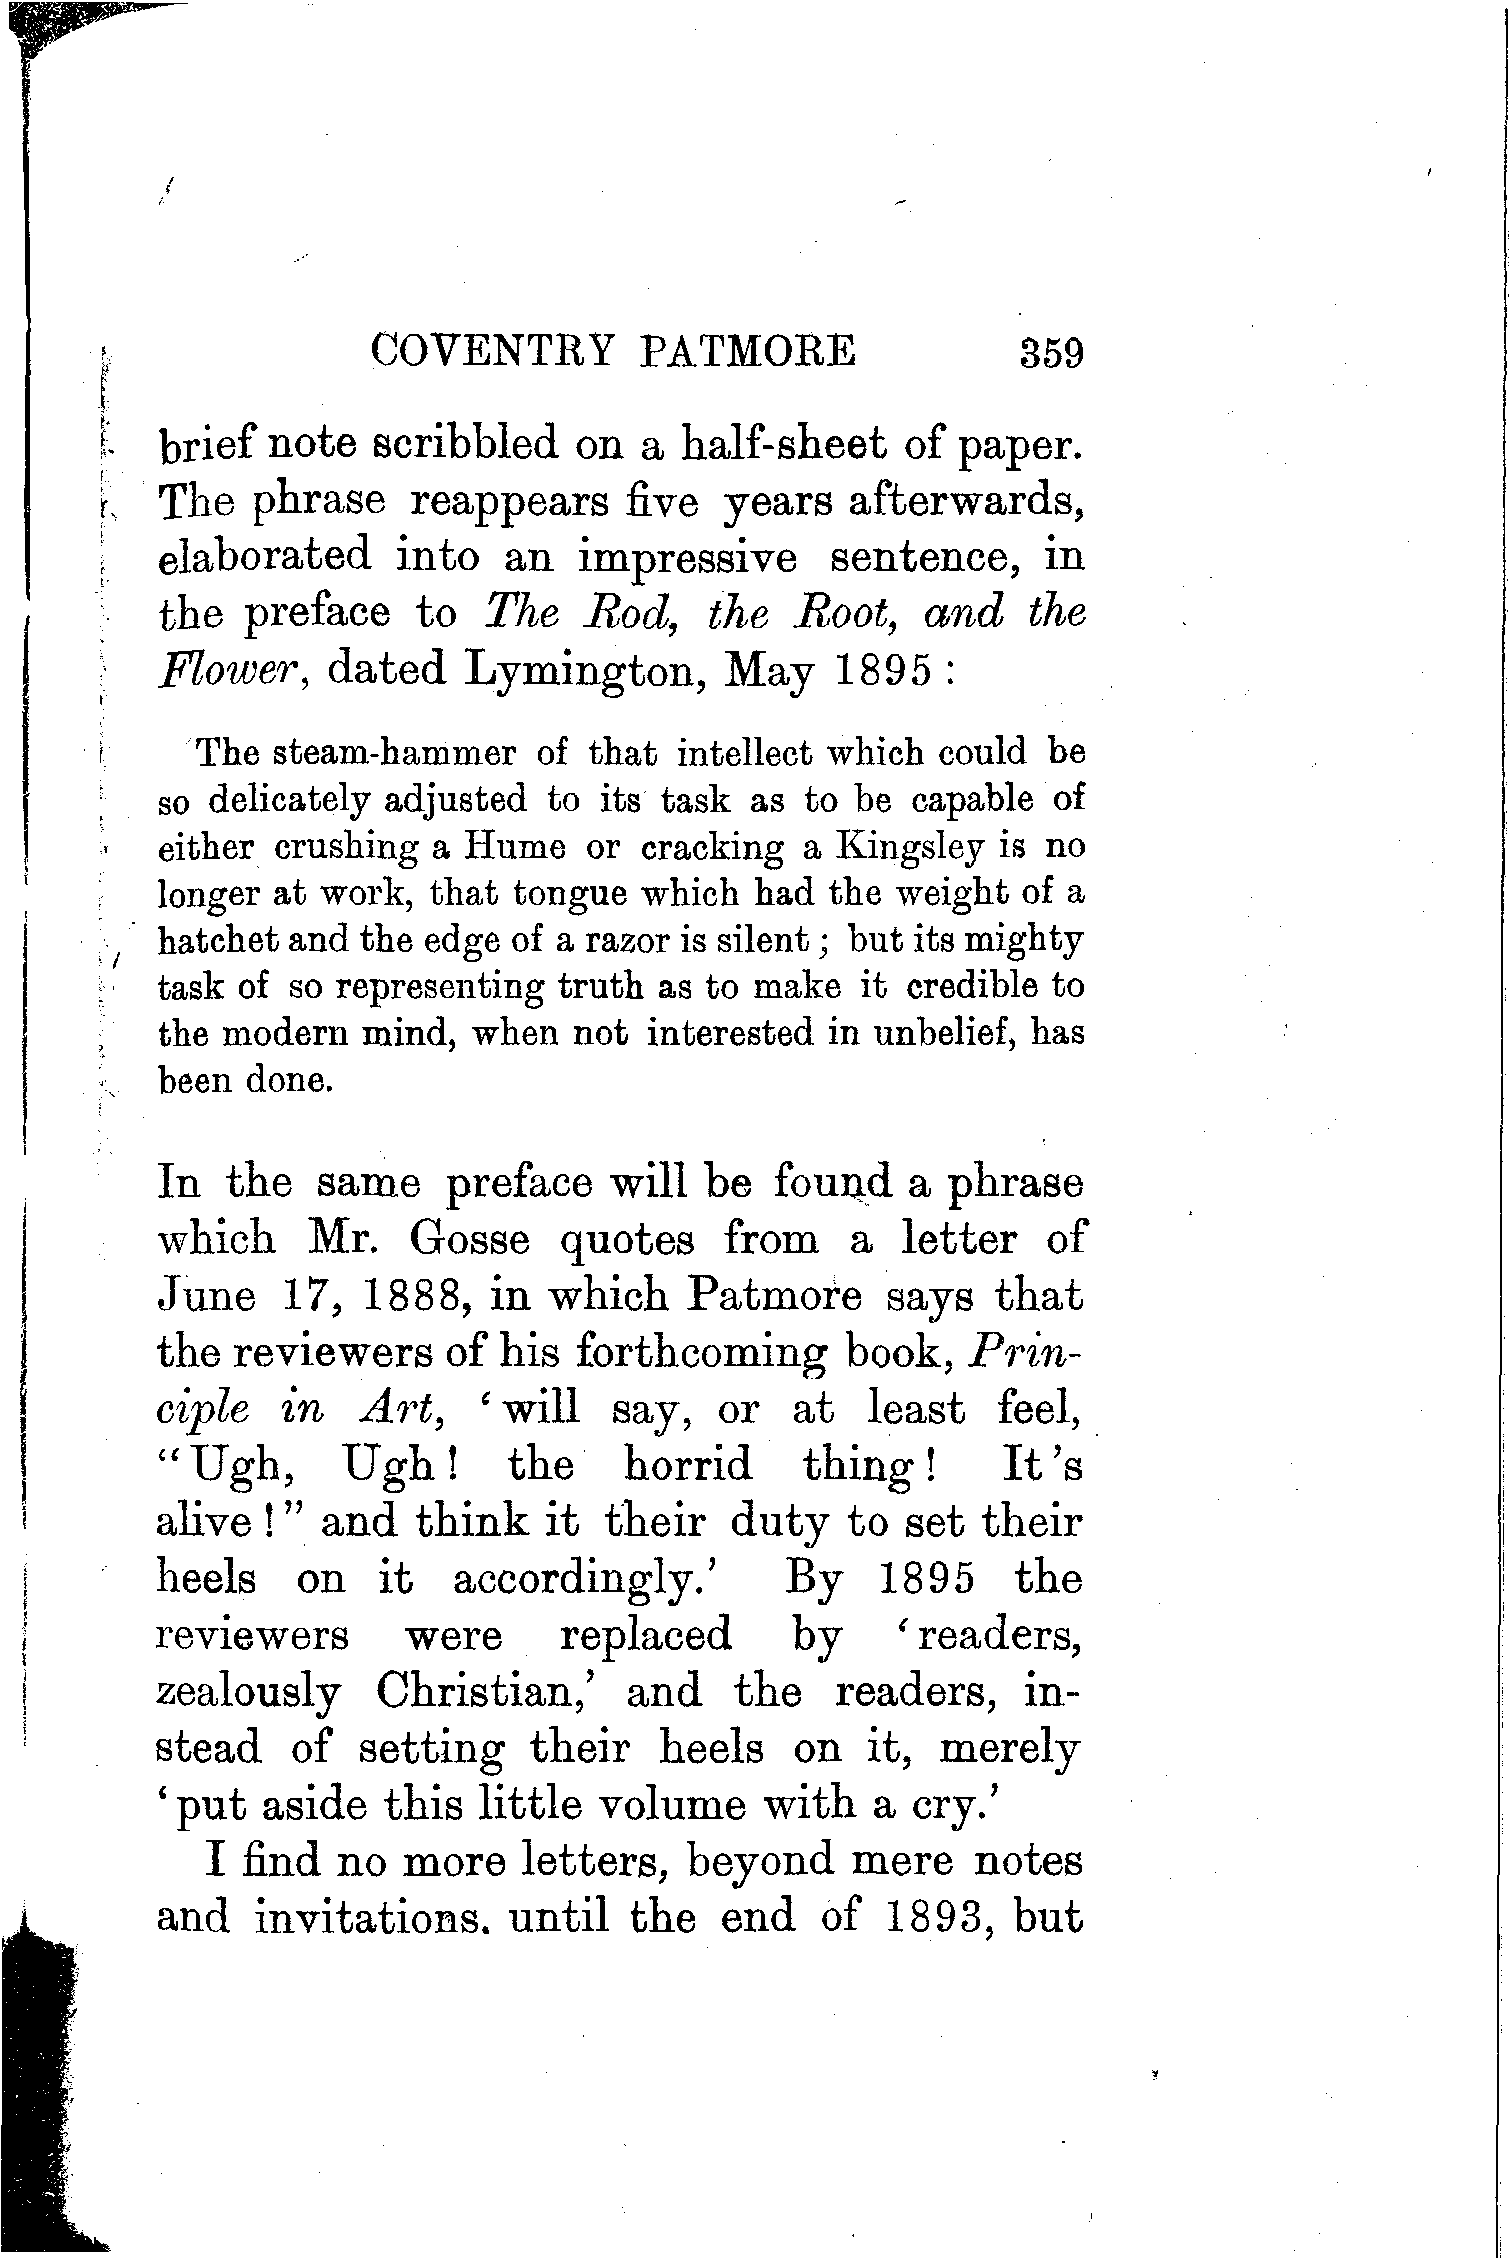 COVENTRY PATMORE 359
brief note scribbled on a half-sheet of paper.
The phrase reappears five years afterwards,
elaborated into an impressive sentence, in
the preface to The Rod, the Root, and the
Flower, dated Lymington, May 1895 :
The steam-hammer of that intellect which could be
so delicately adjusted to its task as to be capable of
either crushing a Hume or cracking a Kingsley is no
longer at work, that tongue which had the weight of a
hatchet and the edge of a razor is silent ; but its mighty
task of so representing truth as to make it credible to
the modern mind, when not interested in unbelief, has
been done.
In the same preface will be found a phrase
which Mr. Gosse quotes from a letter of
June 17, 1888, in which Patmore says that
the reviewers of his forthcoming book, Prin-
ciple in Art, ‘will say, or at least feel,
“Ugh, Ugh ! the horrid thing ! It's
alive !” and think it their duty to set their
heels on it accordingly.’ By 1895 the
reviewers were replaced by ‘readers,
zealously Christian,’ and the readers, in-
stead of setting their heels on it, merely
‘put aside this little volume with a cry.’
I find no more letters, beyond mere notes
and invitations. until the end of 1893, but